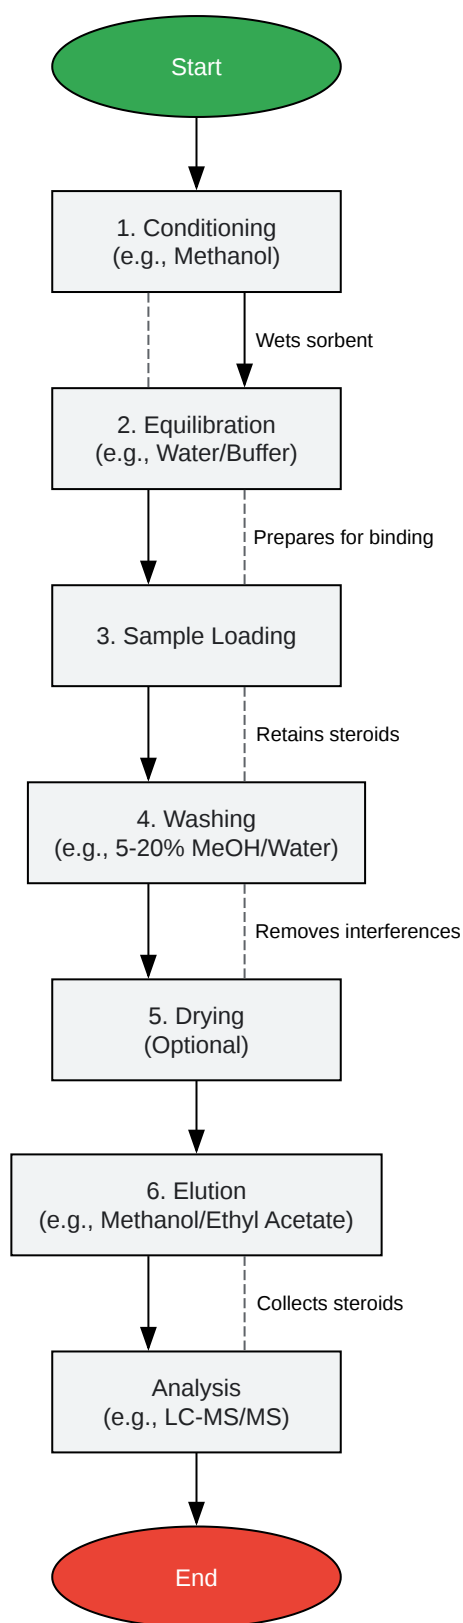 Start
1. Conditioning
(e.g., Methanol)
Wets sorbent
2. Equilibration
(e.g., Water/Buffer)
Prepares for binding
3. Sample Loading
Retains steroids
4. Washing
(e.g., 5-20% MeOH/Water)
Removes interferences
5. Drying
(Optional)
6. Elution
(e.g., Methanol/Ethyl Acetate)
Collects steroids
Analysis
(e.g., LC-MS/MS)
End